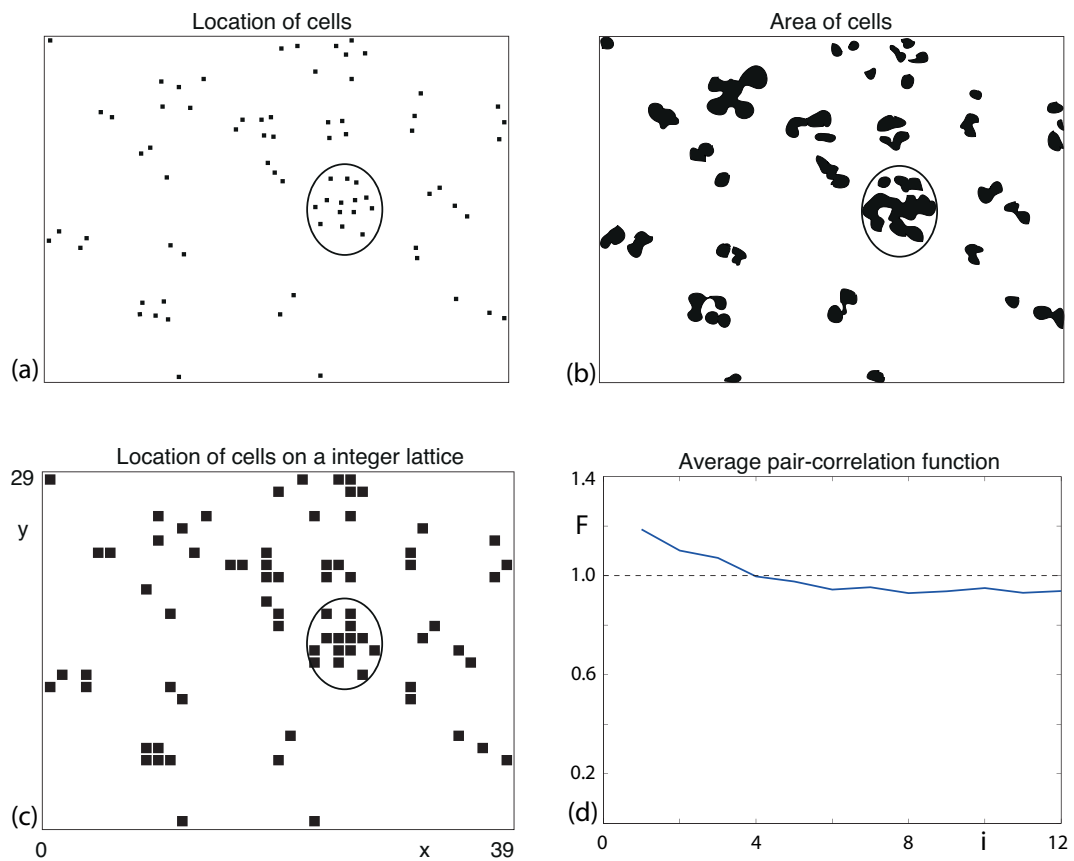 Location of cells
(a)
Area of cells
(b)
Location of cells on a integer lattice
29
y
(c)
0
x
39
Average pair-correlation function
1.4
F
1.0
0.6
0.2
(d)
0
4
8
i
12